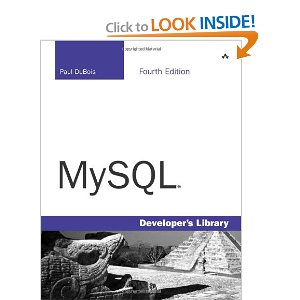 Click to LOOK INSIDE!
Paul DuBois
Fourth Edition
MySQL®
Developer's Library